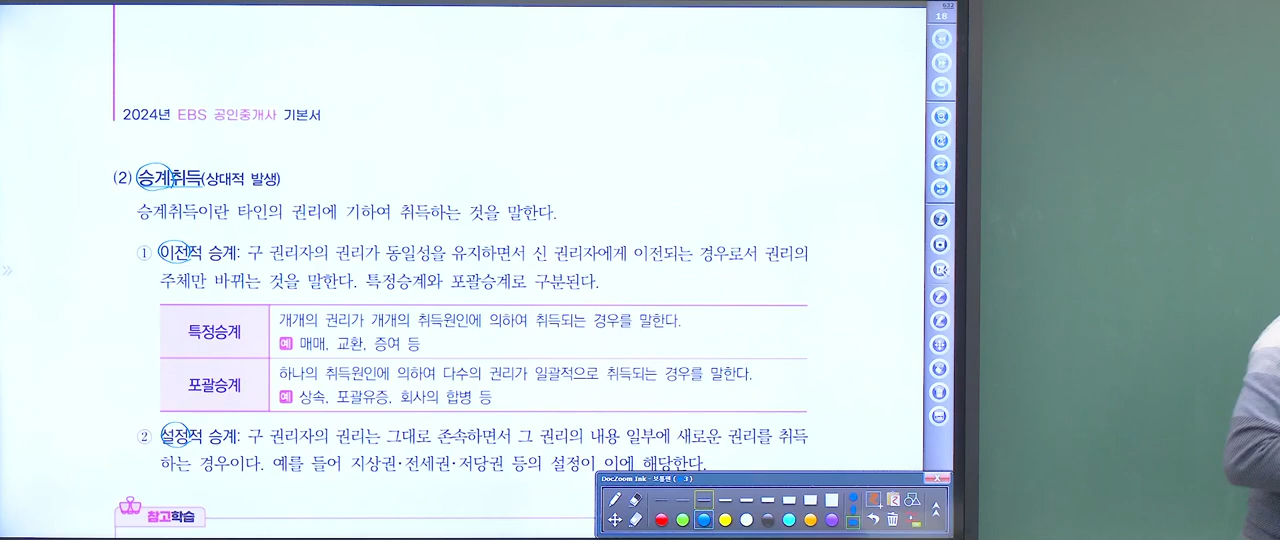 632
18
2024년 EBS 공인중개사 기본서
(2) 승계취득(상대적 발생)
승계취득이란 타인의 권리에 기하여 취득하는 것을 말한다.
① 이전적 승계: 구 권리자의 권리가 동일성을 유지하면서 신 권리자에게 이전되는 경우로서 권리의
주체만 바뀌는 것을 말한다. 특정승계와 포괄승계로 구분된다.
특정승계
개개의 권리가 개개의 취득원인에 의하여 취득되는 경우를 말한다.
예 매매, 교환, 증여 등
포괄승계
하나의 취득원인에 의하여 다수의 권리가 일괄적으로 취득되는 경우를 말한다.
예 상속, 포괄유증, 회사의 합병 등
② 설정적 승계: 구 권리자의 권리는 그대로 존속하면서 그 권리의 내용 일부에 새로운 권리를 취득
하는 경우이다. 예를 들어 지상권·전세권·저당권 등의 설정이 이에 해당한다.
DocZoom Ink - 보통펜 ( 3 )
참고학습